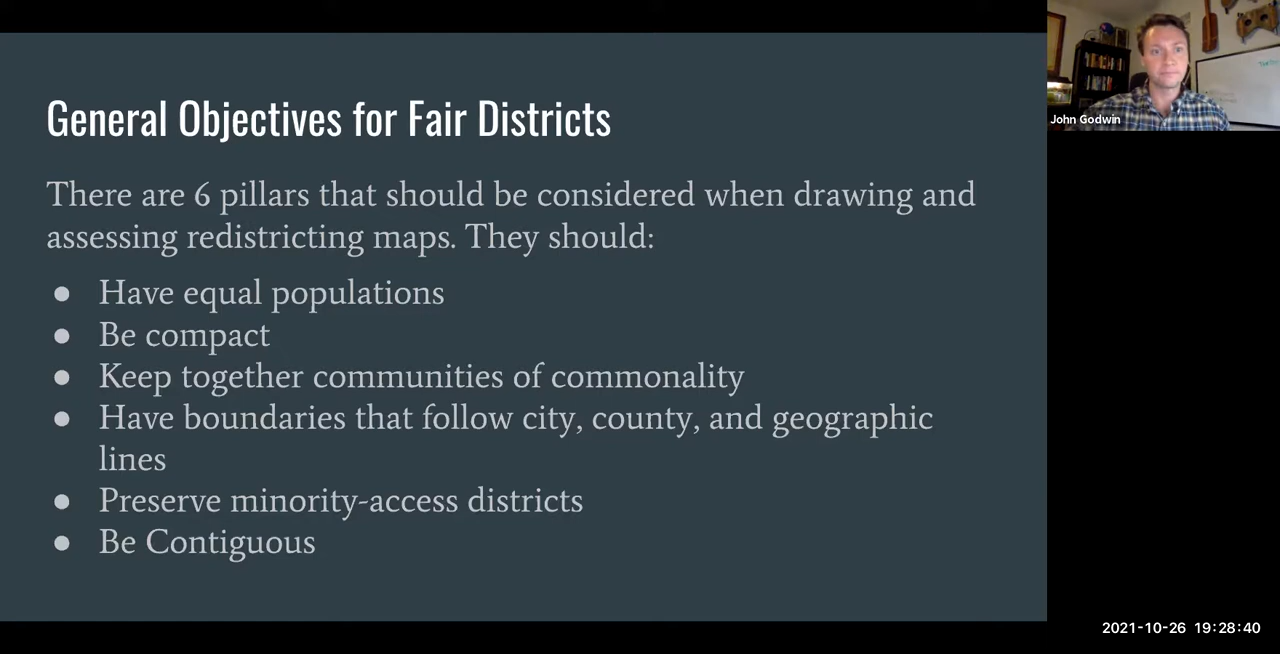 General Objectives for Fair Districts
There are 6 pillars that should be considered when drawing and
assessing redistricting maps. They should:
● Have equal populations
● Be compact
● Keep together communities of commonality
● Have boundaries that follow city, county, and geographic
lines
● Preserve minority-access districts
● Be Contiguous
John Godwin
2021-10-26 19:28:40